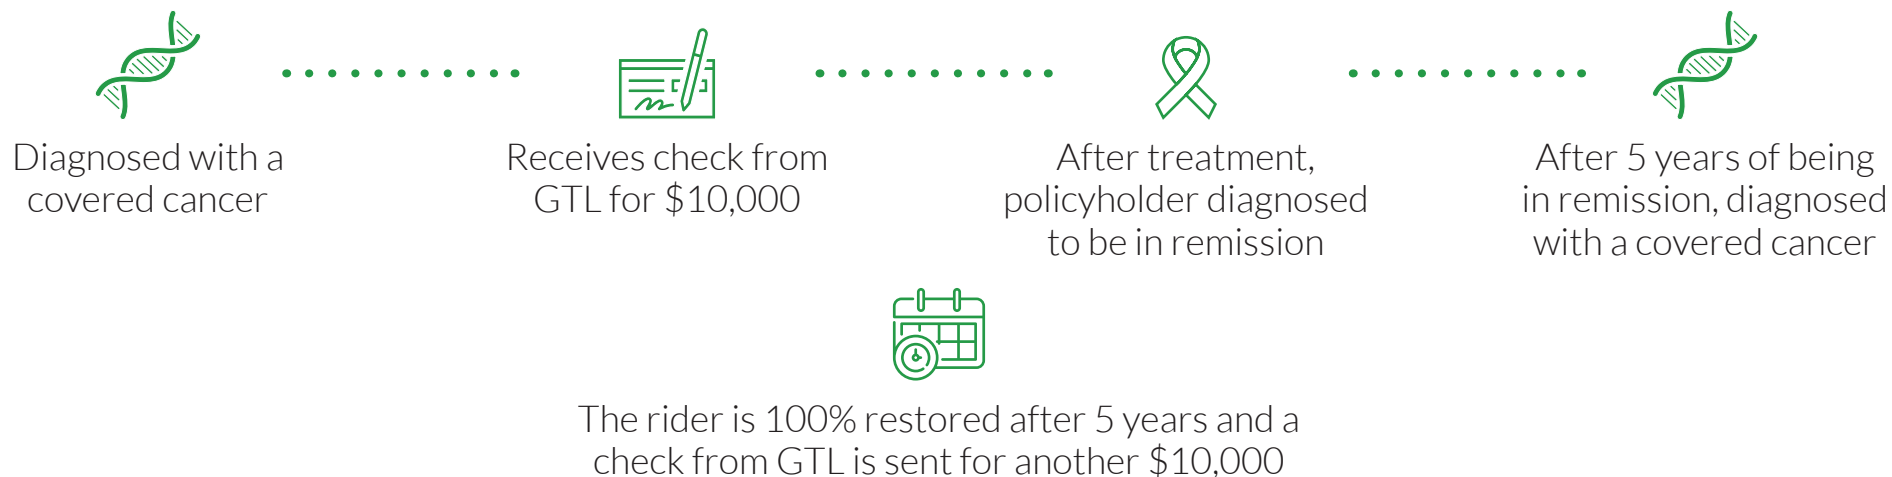 Diagnosed with a
covered cancer
Receives check from
GTL for $10,000
After treatment,
policyholder diagnosed
to be in remission
After 5 years of being
in remission, diagnosed
with a covered cancer
The rider is 100% restored after 5 years and a
check from GTL is sent for another $10,000